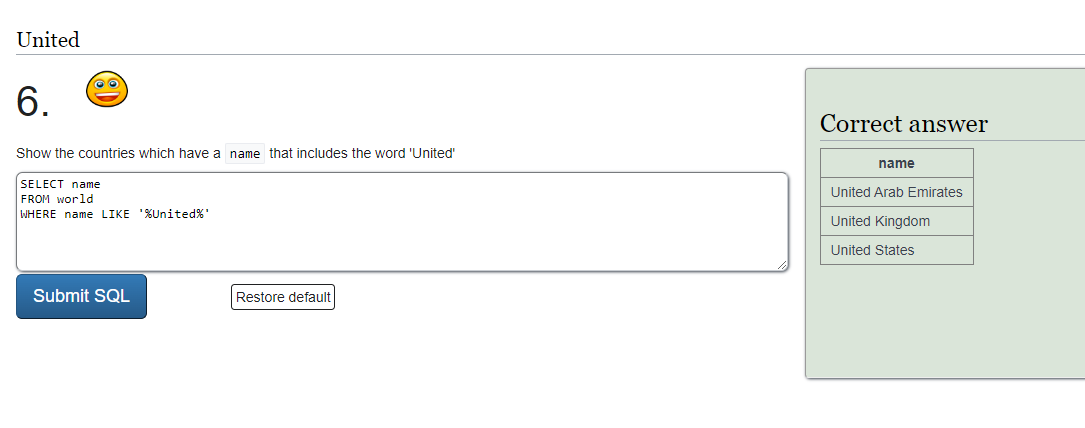 United
6.
Show the countries which have a name that includes the word 'United'
SELECT name
FROM world
WHERE name LIKE '%United%'
Submit SQL
Restore default
Correct answer
name
United Arab Emirates
United Kingdom
United States